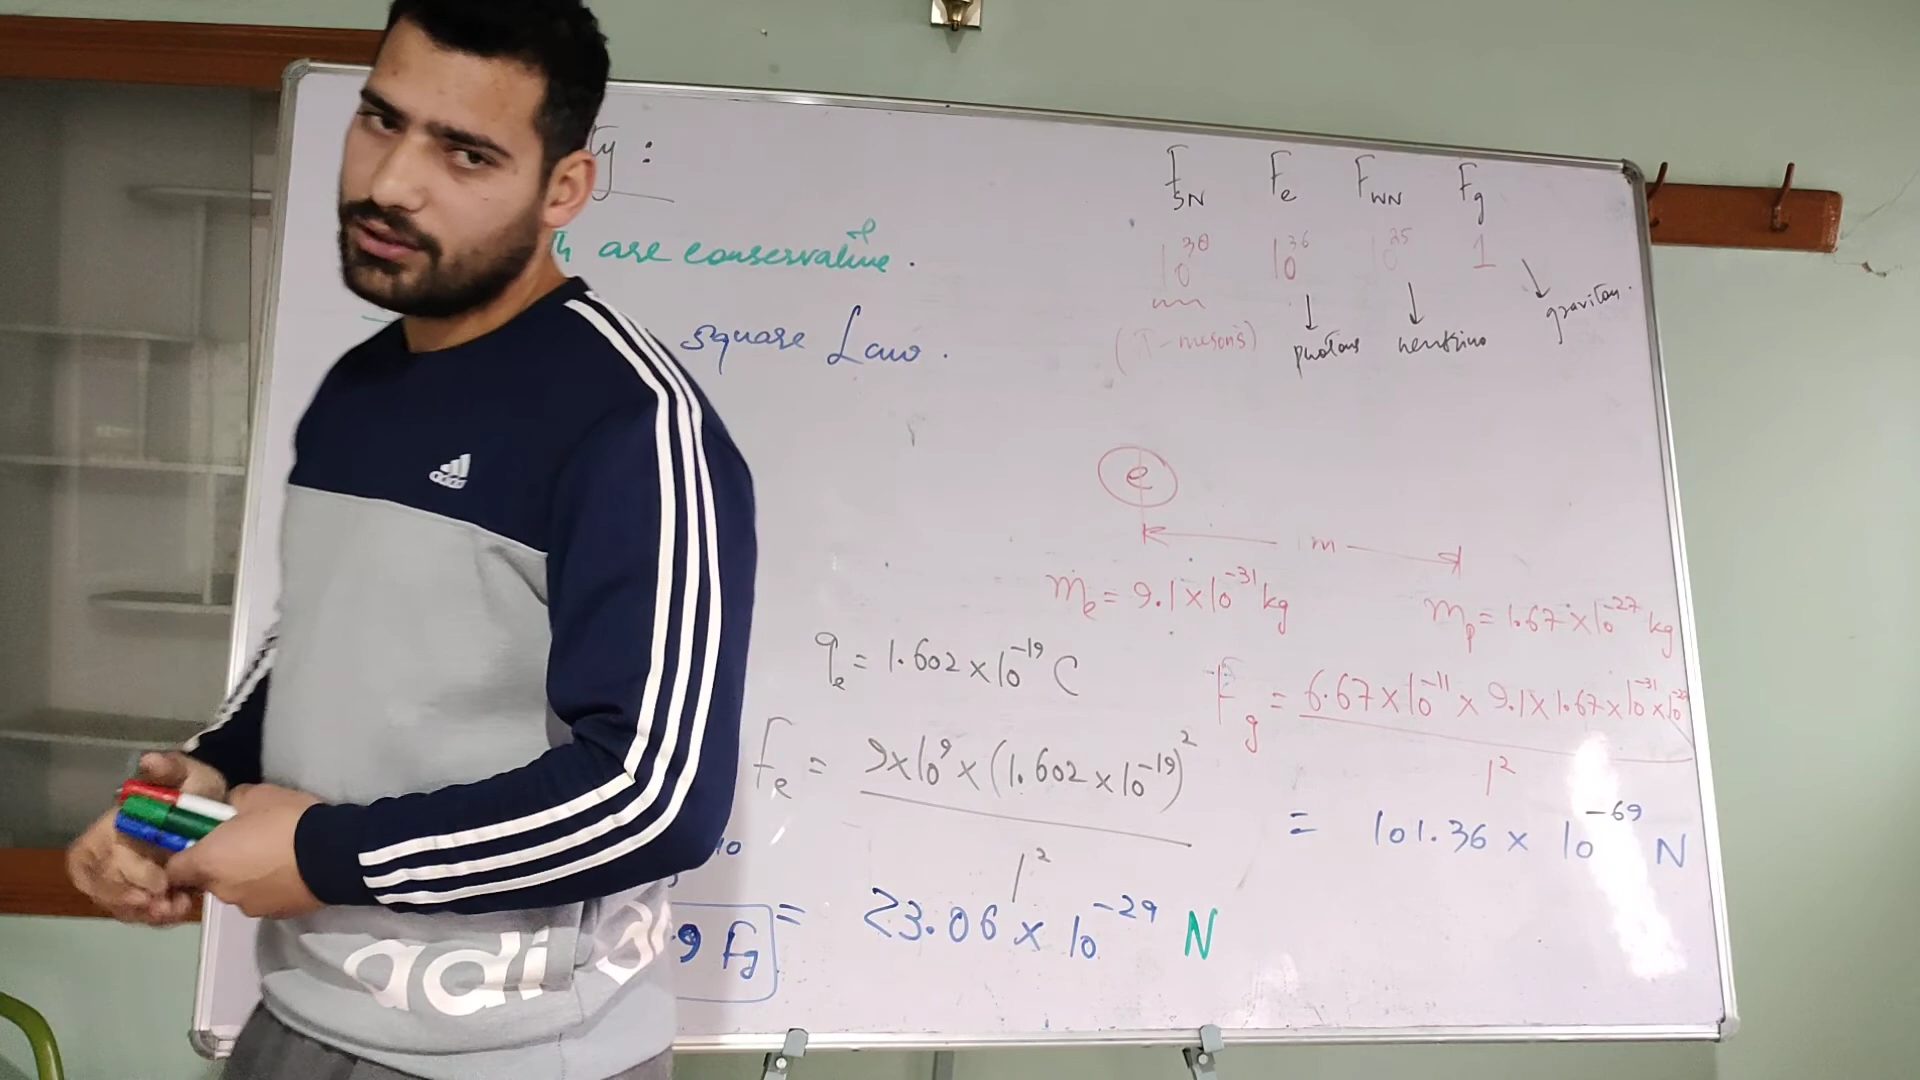 ty :
h are conservative.
square Law.
F_SN F_e F_WN F_g
10^38 10^36 10^25 1
(π-mesons) photons neutrino graviton.
e
m
m_e = 9.1 × 10^-31 kg
m_p = 1.67 × 10^-27 kg
q_e = 1.602 × 10^-19 C
F_g = 6.67 × 10^-11 × 9.1 × 1.67 × 10^-31 × 10^-27
1^2
= 101.36 × 10^-69 N
F_e = 9 × 10^9 × (1.602 × 10^-19)^2
1^2
= 23.06 × 10^-29 N
10
9 F_g
adidas
adi